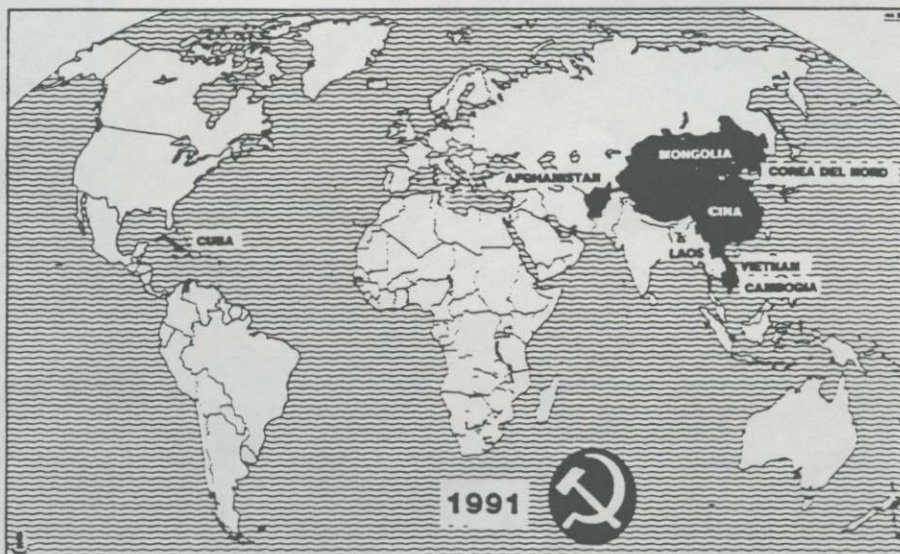 MONGOLIA
AFGHANISTAN
COREA DEL NORD
CINA
CUBA
LAOS
VIETNAM
CAMBOGIA
1991